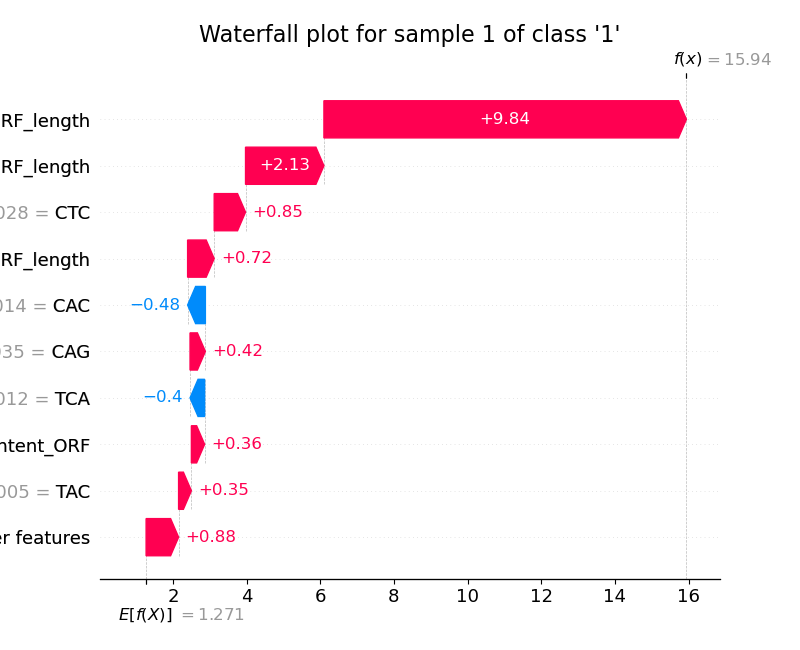 Waterfall plot for sample 1 of class '1'
f(x) = 15.94
RF_length +9.84
RF_length +2.13
028 = CTC +0.85
RF_length +0.72
014 = CAC −0.48
035 = CAG +0.42
012 = TCA −0.4
ntent_ORF +0.36
005 = TAC +0.35
er features +0.88
2 4 6 8 10 12 14 16
E[f(X)] = 1.271